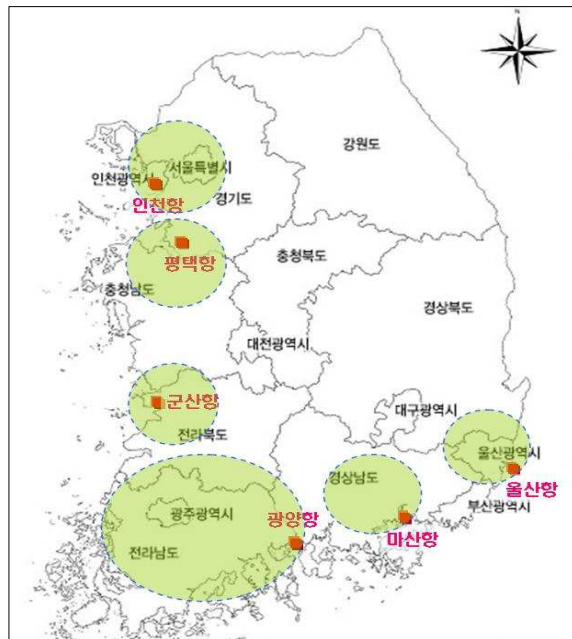 N
강원도
서울특별시
인천광역시
경기도
인천항
평택항
충청북도
충청남도
경상북도
대전광역시
군산항
대구광역시
전라북도
울산광역시
경상남도
울산항
부산광역시
광주광역시
광양항
마산항
전라남도